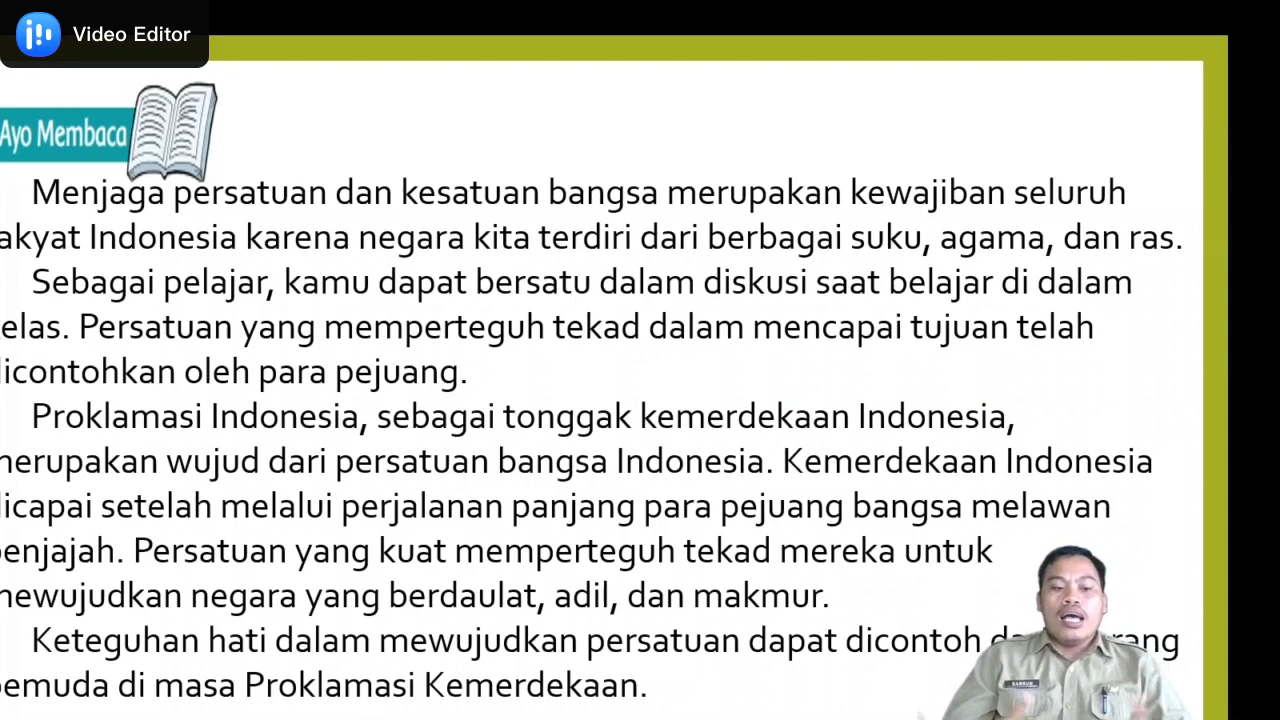 Video Editor
Ayo Membaca
Menjaga persatuan dan kesatuan bangsa merupakan kewajiban seluruh
akyat Indonesia karena negara kita terdiri dari berbagai suku, agama, dan ras.
Sebagai pelajar, kamu dapat bersatu dalam diskusi saat belajar di dalam
elas. Persatuan yang memperteguh tekad dalam mencapai tujuan telah
icontohkan oleh para pejuang.
Proklamasi Indonesia, sebagai tonggak kemerdekaan Indonesia,
erupakan wujud dari persatuan bangsa Indonesia. Kemerdekaan Indonesia
icapai setelah melalui perjalanan panjang para pejuang bangsa melawan
enjajah. Persatuan yang kuat memperteguh tekad mereka untuk
ewujudkan negara yang berdaulat, adil, dan makmur.
Keteguhan hati dalam mewujudkan persatuan dapat dicontoh
emuda di masa Proklamasi Kemerdekaan.